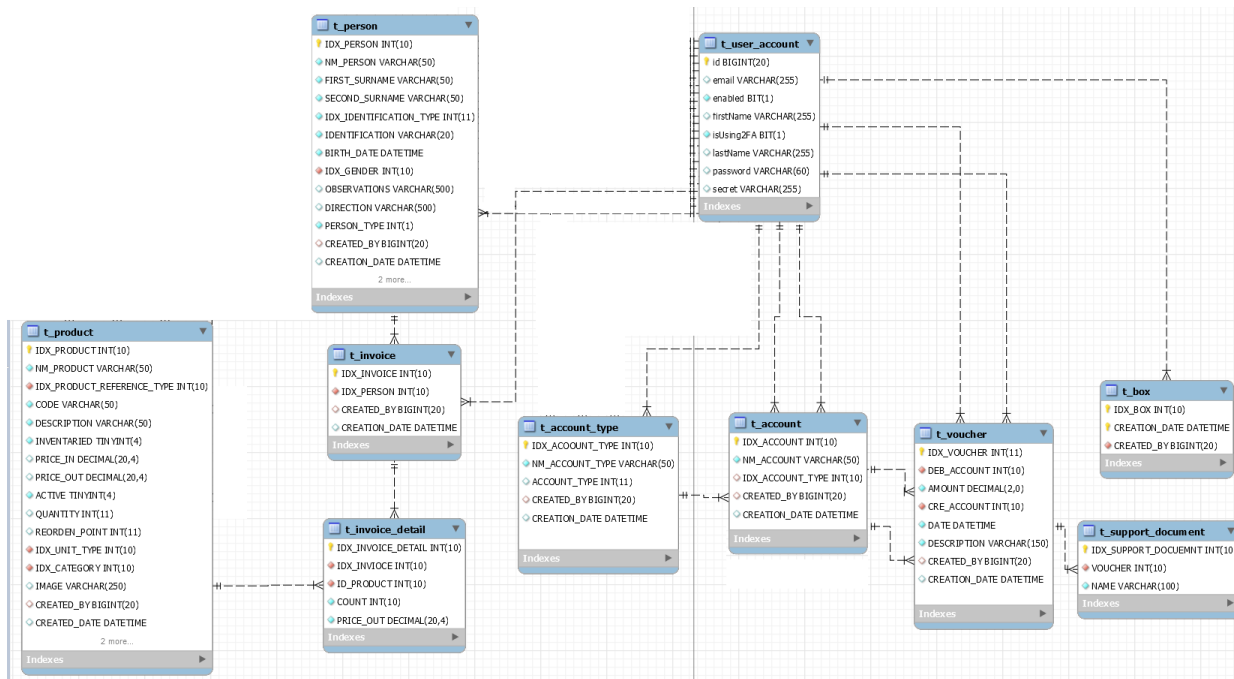 t_person
IDX_PERSON INT(10)
NM_PERSON VARCHAR(50)
FIRST_SURNAME VARCHAR(50)
SECOND_SURNAME VARCHAR(50)
IDX_IDENTIFICATION_TYPE INT(11)
IDENTIFICATION VARCHAR(20)
BIRTH_DATE DATETIME
IDX_GENDER INT(10)
OBSERVATIONS VARCHAR(500)
DIRECTION VARCHAR(500)
PERSON_TYPE INT(1)
CREATED_BY BIGINT(20)
CREATION_DATE DATETIME
2 more...
Indexes
t_user_account
id BIGINT(20)
email VARCHAR(255)
enabled BIT(1)
firstName VARCHAR(255)
isUsing2FA BIT(1)
lastName VARCHAR(255)
password VARCHAR(60)
secret VARCHAR(255)
Indexes
t_product
IDX_PRODUCT INT(10)
NM_PRODUCT VARCHAR(50)
IDX_PRODUCT_REFERENCE_TYPE INT(10)
CODE VARCHAR(50)
DESCRIPTION VARCHAR(50)
INVENTARIED TINYINT(4)
PRICE_IN DECIMAL(20,4)
PRICE_OUT DECIMAL(20,4)
ACTIVE TINYINT(4)
QUANTITY INT(11)
REORDEN_POINT INT(11)
IDX_UNIT_TYPE INT(10)
IDX_CATEGORY INT(10)
IMAGE VARCHAR(250)
CREATED_BY BIGINT(20)
CREATED_DATE DATETIME
2 more...
Indexes
t_invoice
IDX_INVOICE INT(10)
IDX_PERSON INT(10)
CREATED_BY BIGINT(20)
CREATION_DATE DATETIME
Indexes
t_invoice_detail
IDX_INVOICE_DETAIL INT(10)
IDX_INVIOCE INT(10)
ID_PRODUCT INT(10)
COUNT INT(10)
PRICE_OUT DECIMAL(20,4)
Indexes
t_account_type
IDX_ACOOUNT_TYPE INT(10)
NM_ACCOUNT_TYPE VARCHAR(50)
ACCOUNT_TYPE INT(11)
CREATED_BY BIGINT(20)
CREATION_DATE DATETIME
Indexes
t_account
IDX_ACCOUNT INT(10)
NM_ACCOUNT VARCHAR(50)
IDX_ACCOUNT_TYPE INT(10)
CREATED_BY BIGINT(20)
CREATION_DATE DATETIME
Indexes
t_voucher
IDX_VOUCHER INT(11)
DEB_ACCOUNT INT(10)
AMOUNT DECIMAL(2,0)
CRE_ACCOUNT INT(10)
DATE DATETIME
DESCRIPTION VARCHAR(150)
CREATED_BY BIGINT(20)
CREATION_DATE DATETIME
Indexes
t_box
IDX_BOX INT(10)
CREATION_DATE DATETIME
CREATED_BY BIGINT(20)
Indexes
t_support_document
IDX_SUPPORT_DOCUEMNT INT(10
VOUCHER INT(10)
NAME VARCHAR(100)
Indexes